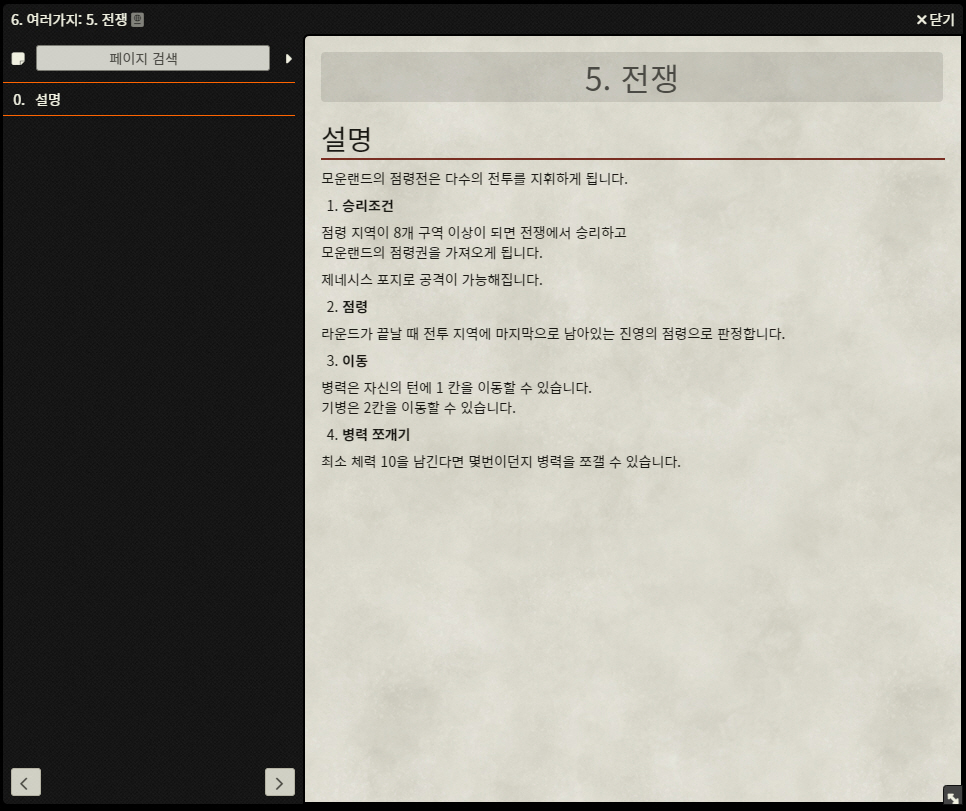 6. 여러가지: 5. 전쟁
닫기
페이지 검색
0. 설명
5. 전쟁
설명
모운랜드의 점령전은 다수의 전투를 지휘하게 됩니다.
1. 승리조건
점령 지역이 8개 구역 이상이 되면 전쟁에서 승리하고
모운랜드의 점령권을 가져오게 됩니다.
제네시스 포지로 공격이 가능해집니다.
2. 점령
라운드가 끝날 때 전투 지역에 마지막으로 남아있는 진영의 점령으로 판정합니다.
3. 이동
병력은 자신의 턴에 1 칸을 이동할 수 있습니다.
기병은 2칸을 이동할 수 있습니다.
4. 병력 쪼개기
최소 체력 10을 남긴다면 몇번이던지 병력을 쪼갤 수 있습니다.